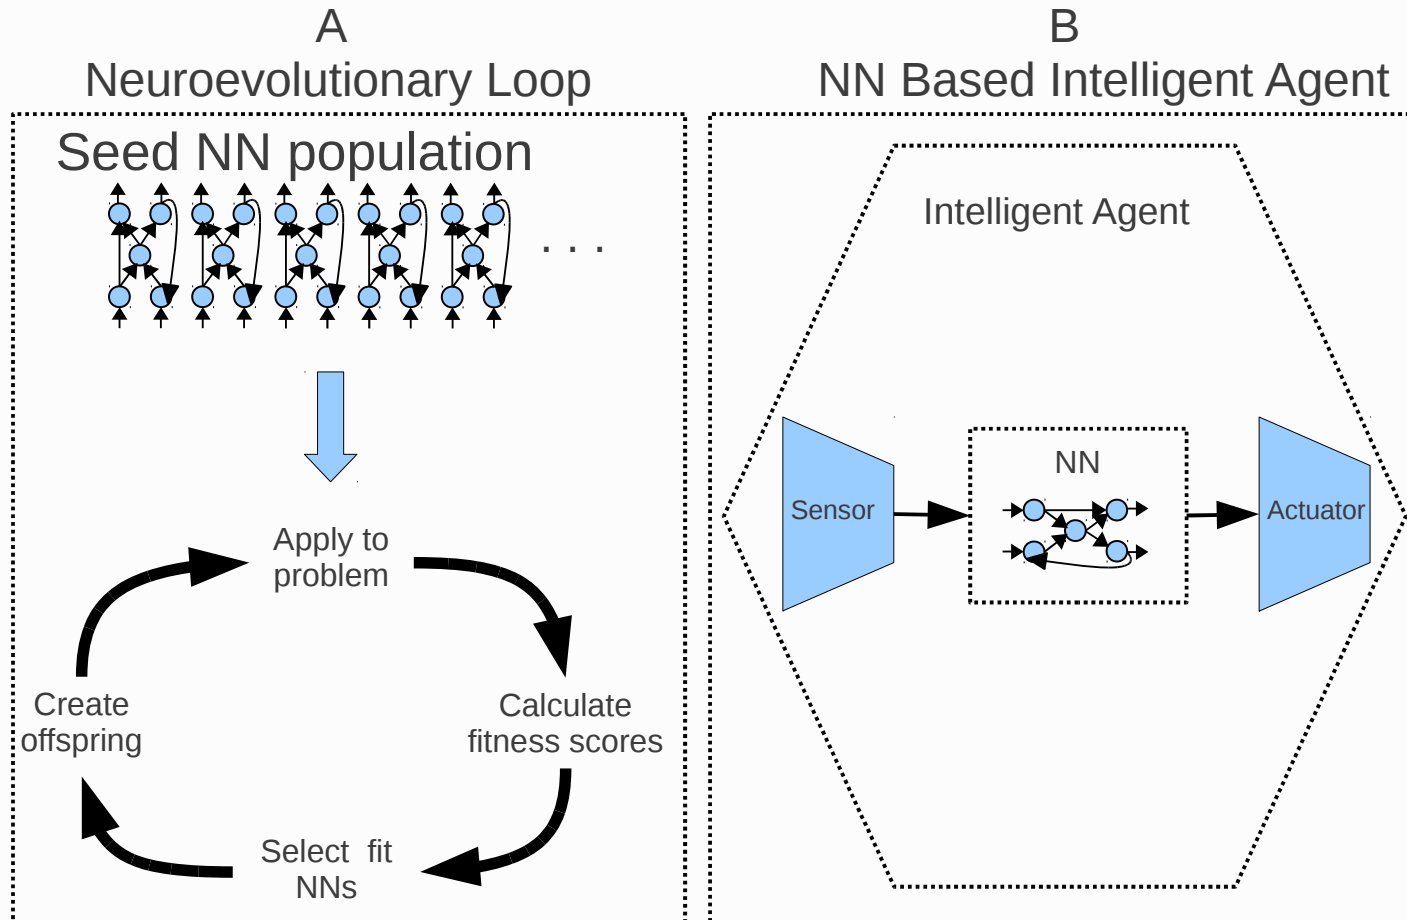 A
Neuroevolutionary Loop
Seed NN population
. . .
Apply to
problem
Calculate
fitness scores
Select fit
NNs
Create
offspring
B
NN Based Intelligent Agent
Intelligent Agent
Sensor
NN
Actuator